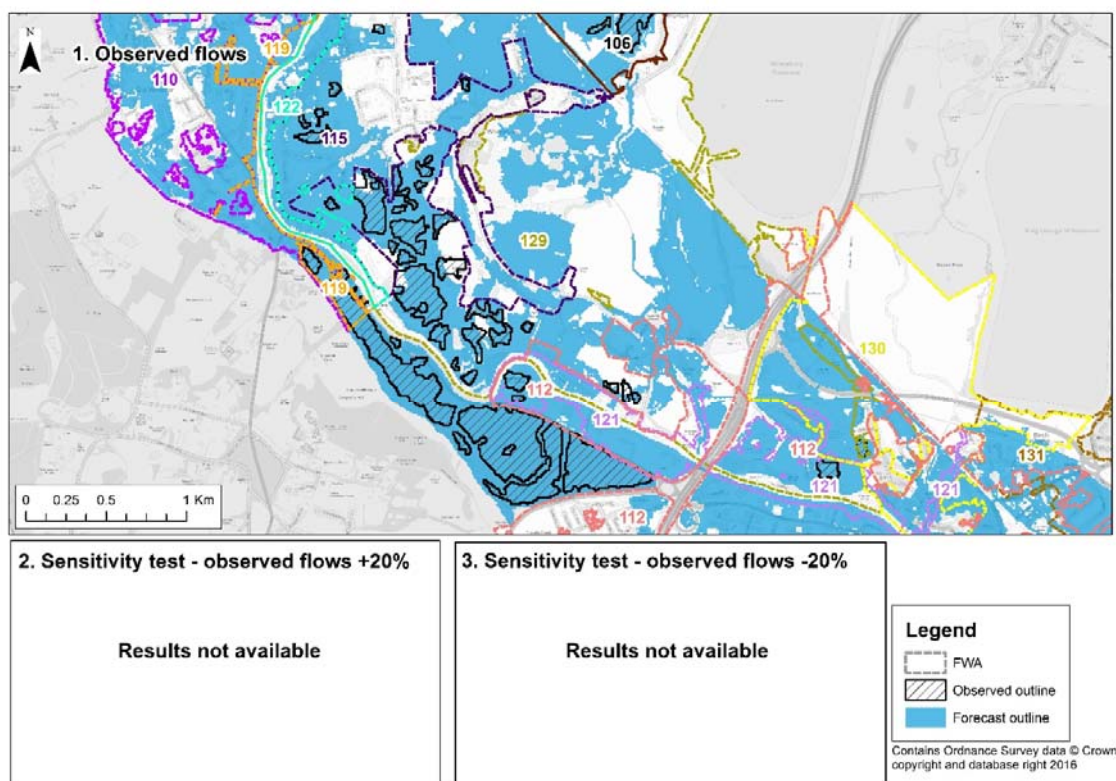 N
1. Observed flows
119
106
110
122
115
129
119
130
112
121
112
131
121
121
112
0 0.25 0.5 1 Km
2. Sensitivity test - observed flows +20%
Results not available
3. Sensitivity test - observed flows -20%
Results not available
Legend
FWA
Observed outline
Forecast outline
Contains Ordnance Survey data © Crown
copyright and database right 2016